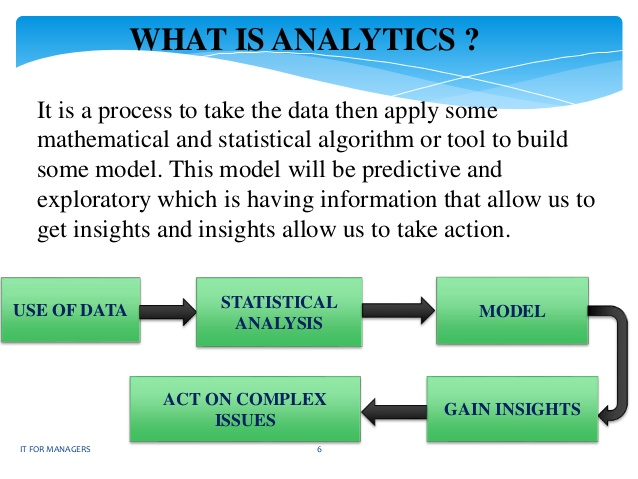 WHAT IS ANALYTICS ?
It is a process to take the data then apply some
mathematical and statistical algorithm or tool to build
some model. This model will be predictive and
exploratory which is having information that allow us to
get insights and insights allow us to take action.
USE OF DATA
STATISTICAL
ANALYSIS
MODEL
GAIN INSIGHTS
ACT ON COMPLEX
ISSUES
IT FOR MANAGERS
6